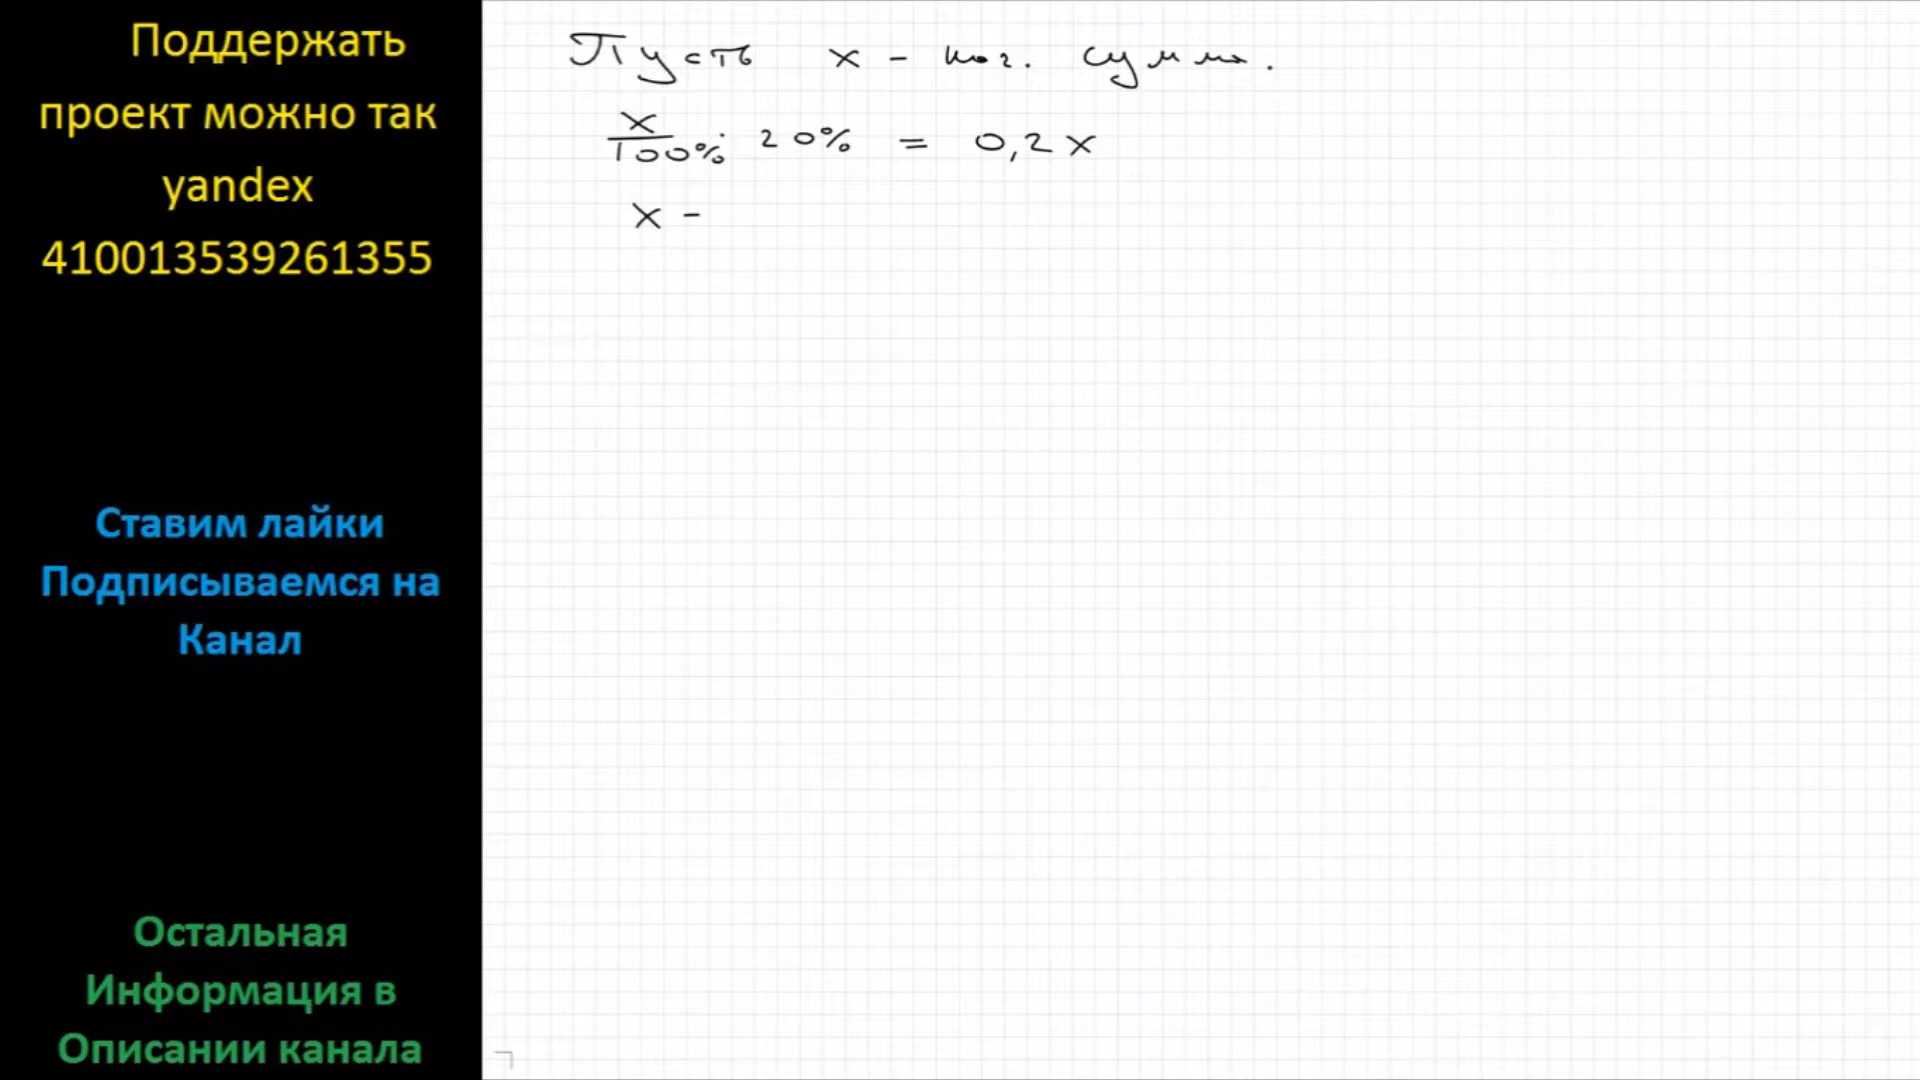 Поддержать
проект можно так
yandex
410013539261355
Ставим лайки
Подписываемся на
Канал
Остальная
Информация в
Описании канала
Пусть x - нач. сумма.
x/100% · 20% = 0,2x
x -